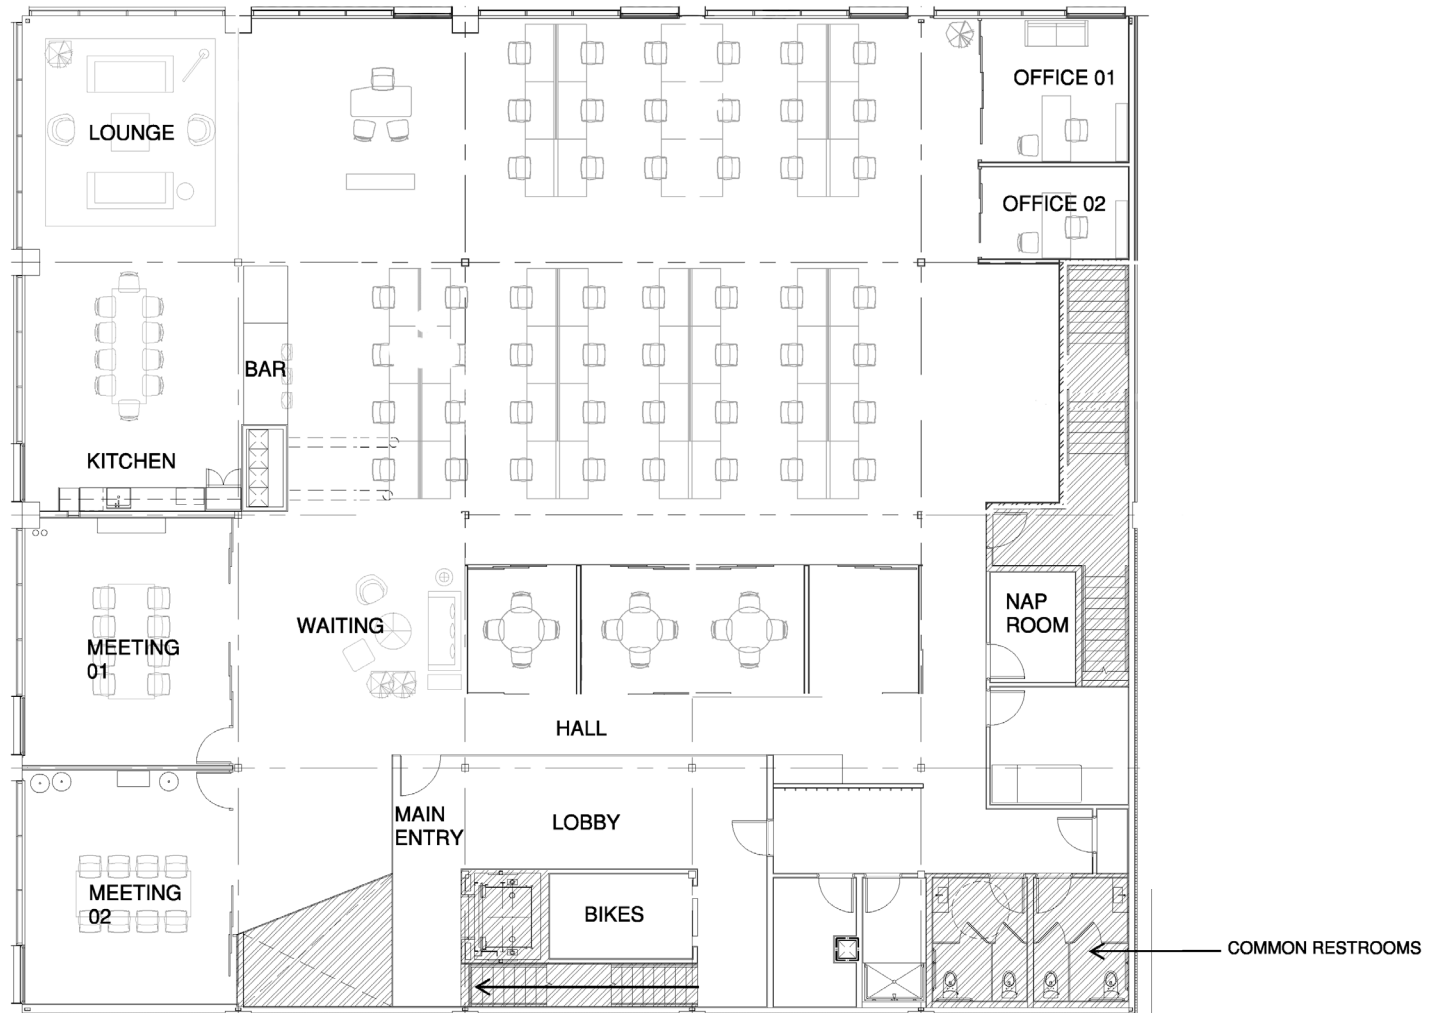 OFFICE 01
LOUNGE
OFFICE 02
BAR
KITCHEN
NAP
ROOM
WAITING
MEETING
01
HALL
MAIN
ENTRY
LOBBY
MEETING
02
BIKES
COMMON RESTROOMS